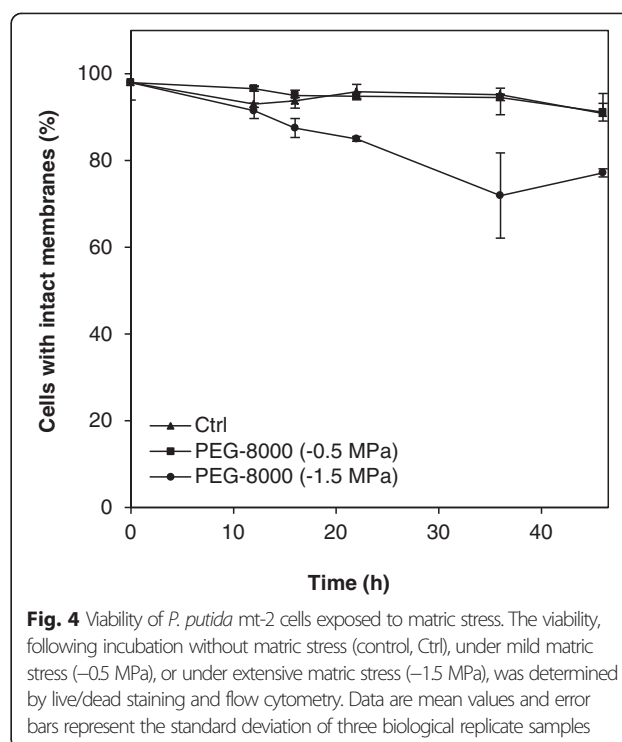 100
80
60
40
20
0
Cells with intact membranes (%)
Ctrl
PEG-8000 (-0.5 MPa)
PEG-8000 (-1.5 MPa)
0 10 20 30 40
Time (h)
Fig. 4 Viability of P. putida mt-2 cells exposed to matric stress. The viability,
following incubation without matric stress (control, Ctrl), under mild matric
stress (−0.5 MPa), or under extensive matric stress (−1.5 MPa), was determined
by live/dead staining and flow cytometry. Data are mean values and error
bars represent the standard deviation of three biological replicate samples